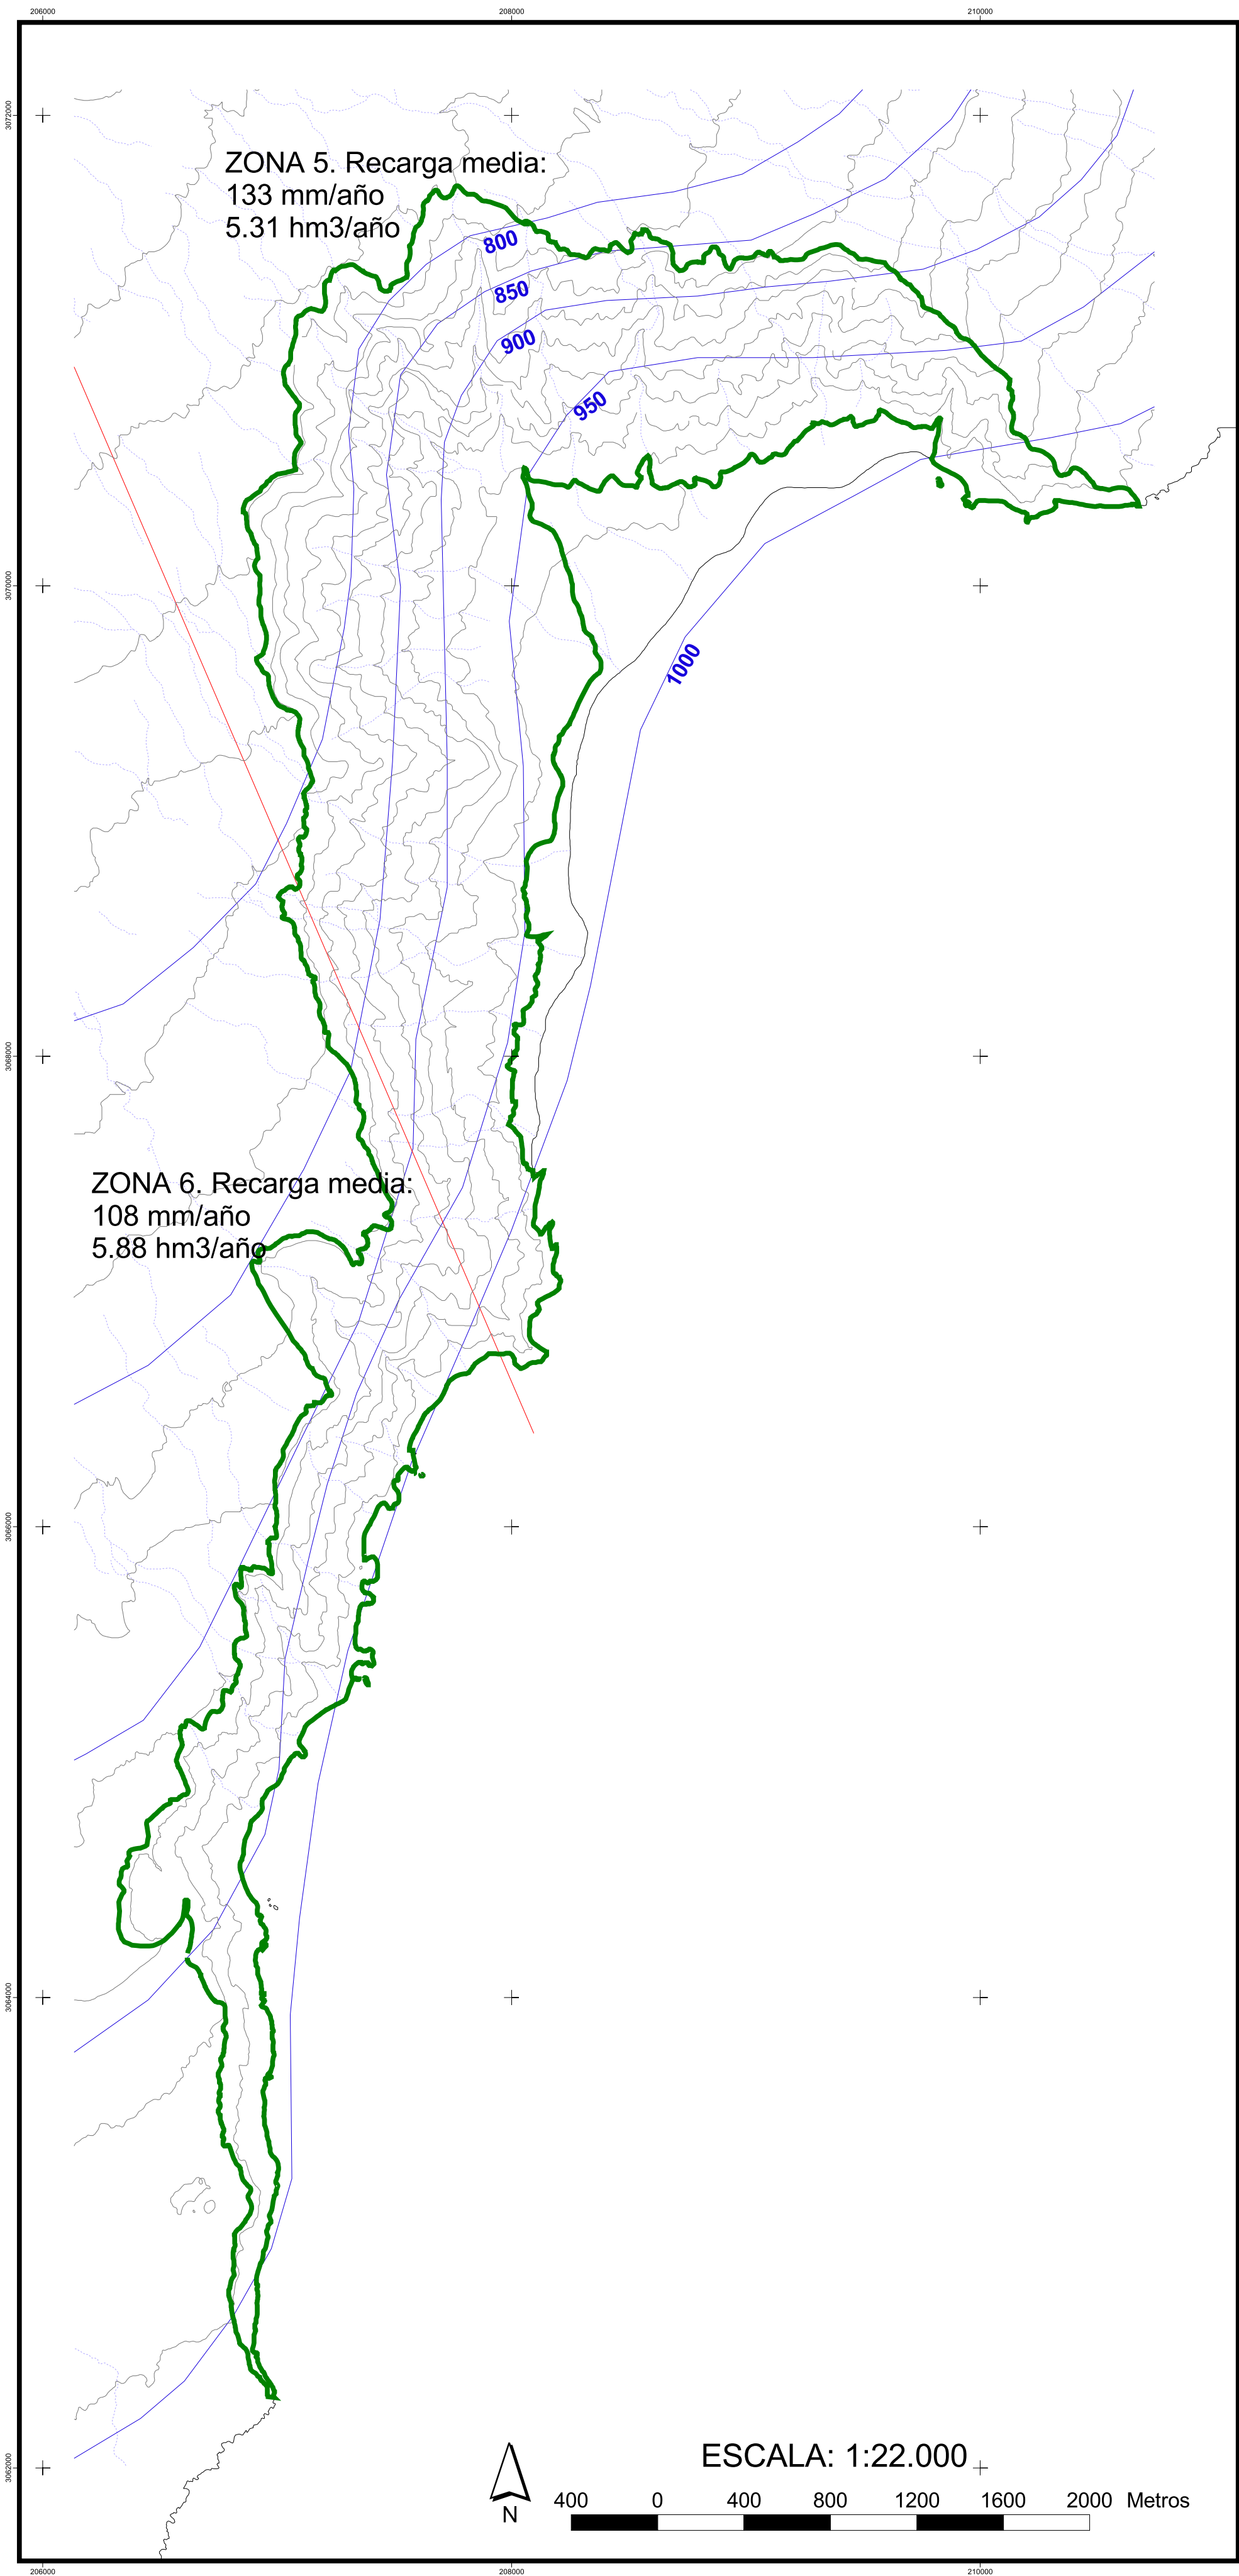 206000
208000
210000
3072000
ZONA 5. Recarga media:
133 mm/año
5.31 hm3/año
800
850
900
950
3070000
1000
3068000
ZONA 6. Recarga media:
108 mm/año
5.88 hm3/año
3066000
3064000
3062000
ESCALA: 1:22.000
N
400 0 400 800 1200 1600 2000 Metros
206000
208000
210000